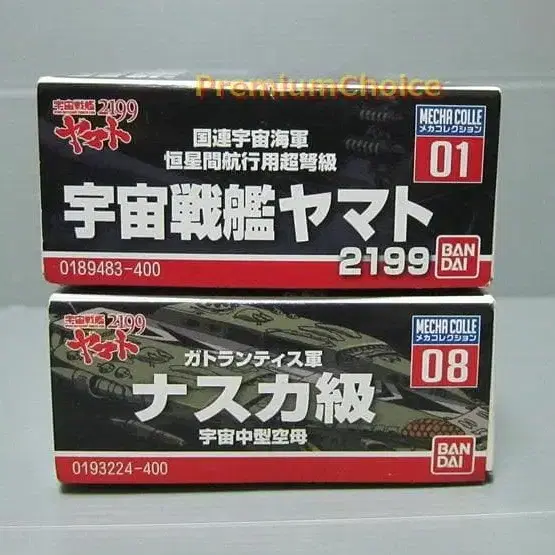 PremiumChoice
宇宙戦艦
2199
ヤマト
国連宇宙海軍
恒星間航行用超弩級
宇宙戦艦ヤマト
2199
MECHA COLLE
メカコレクション
01
BAN
DAI
0189483-400
宇宙戦艦
2199
ヤマト
ガトランティス軍
ナスカ級
宇宙中型空母
MECHA COLLE
メカコレクション
08
BAN
DAI
0193224-400